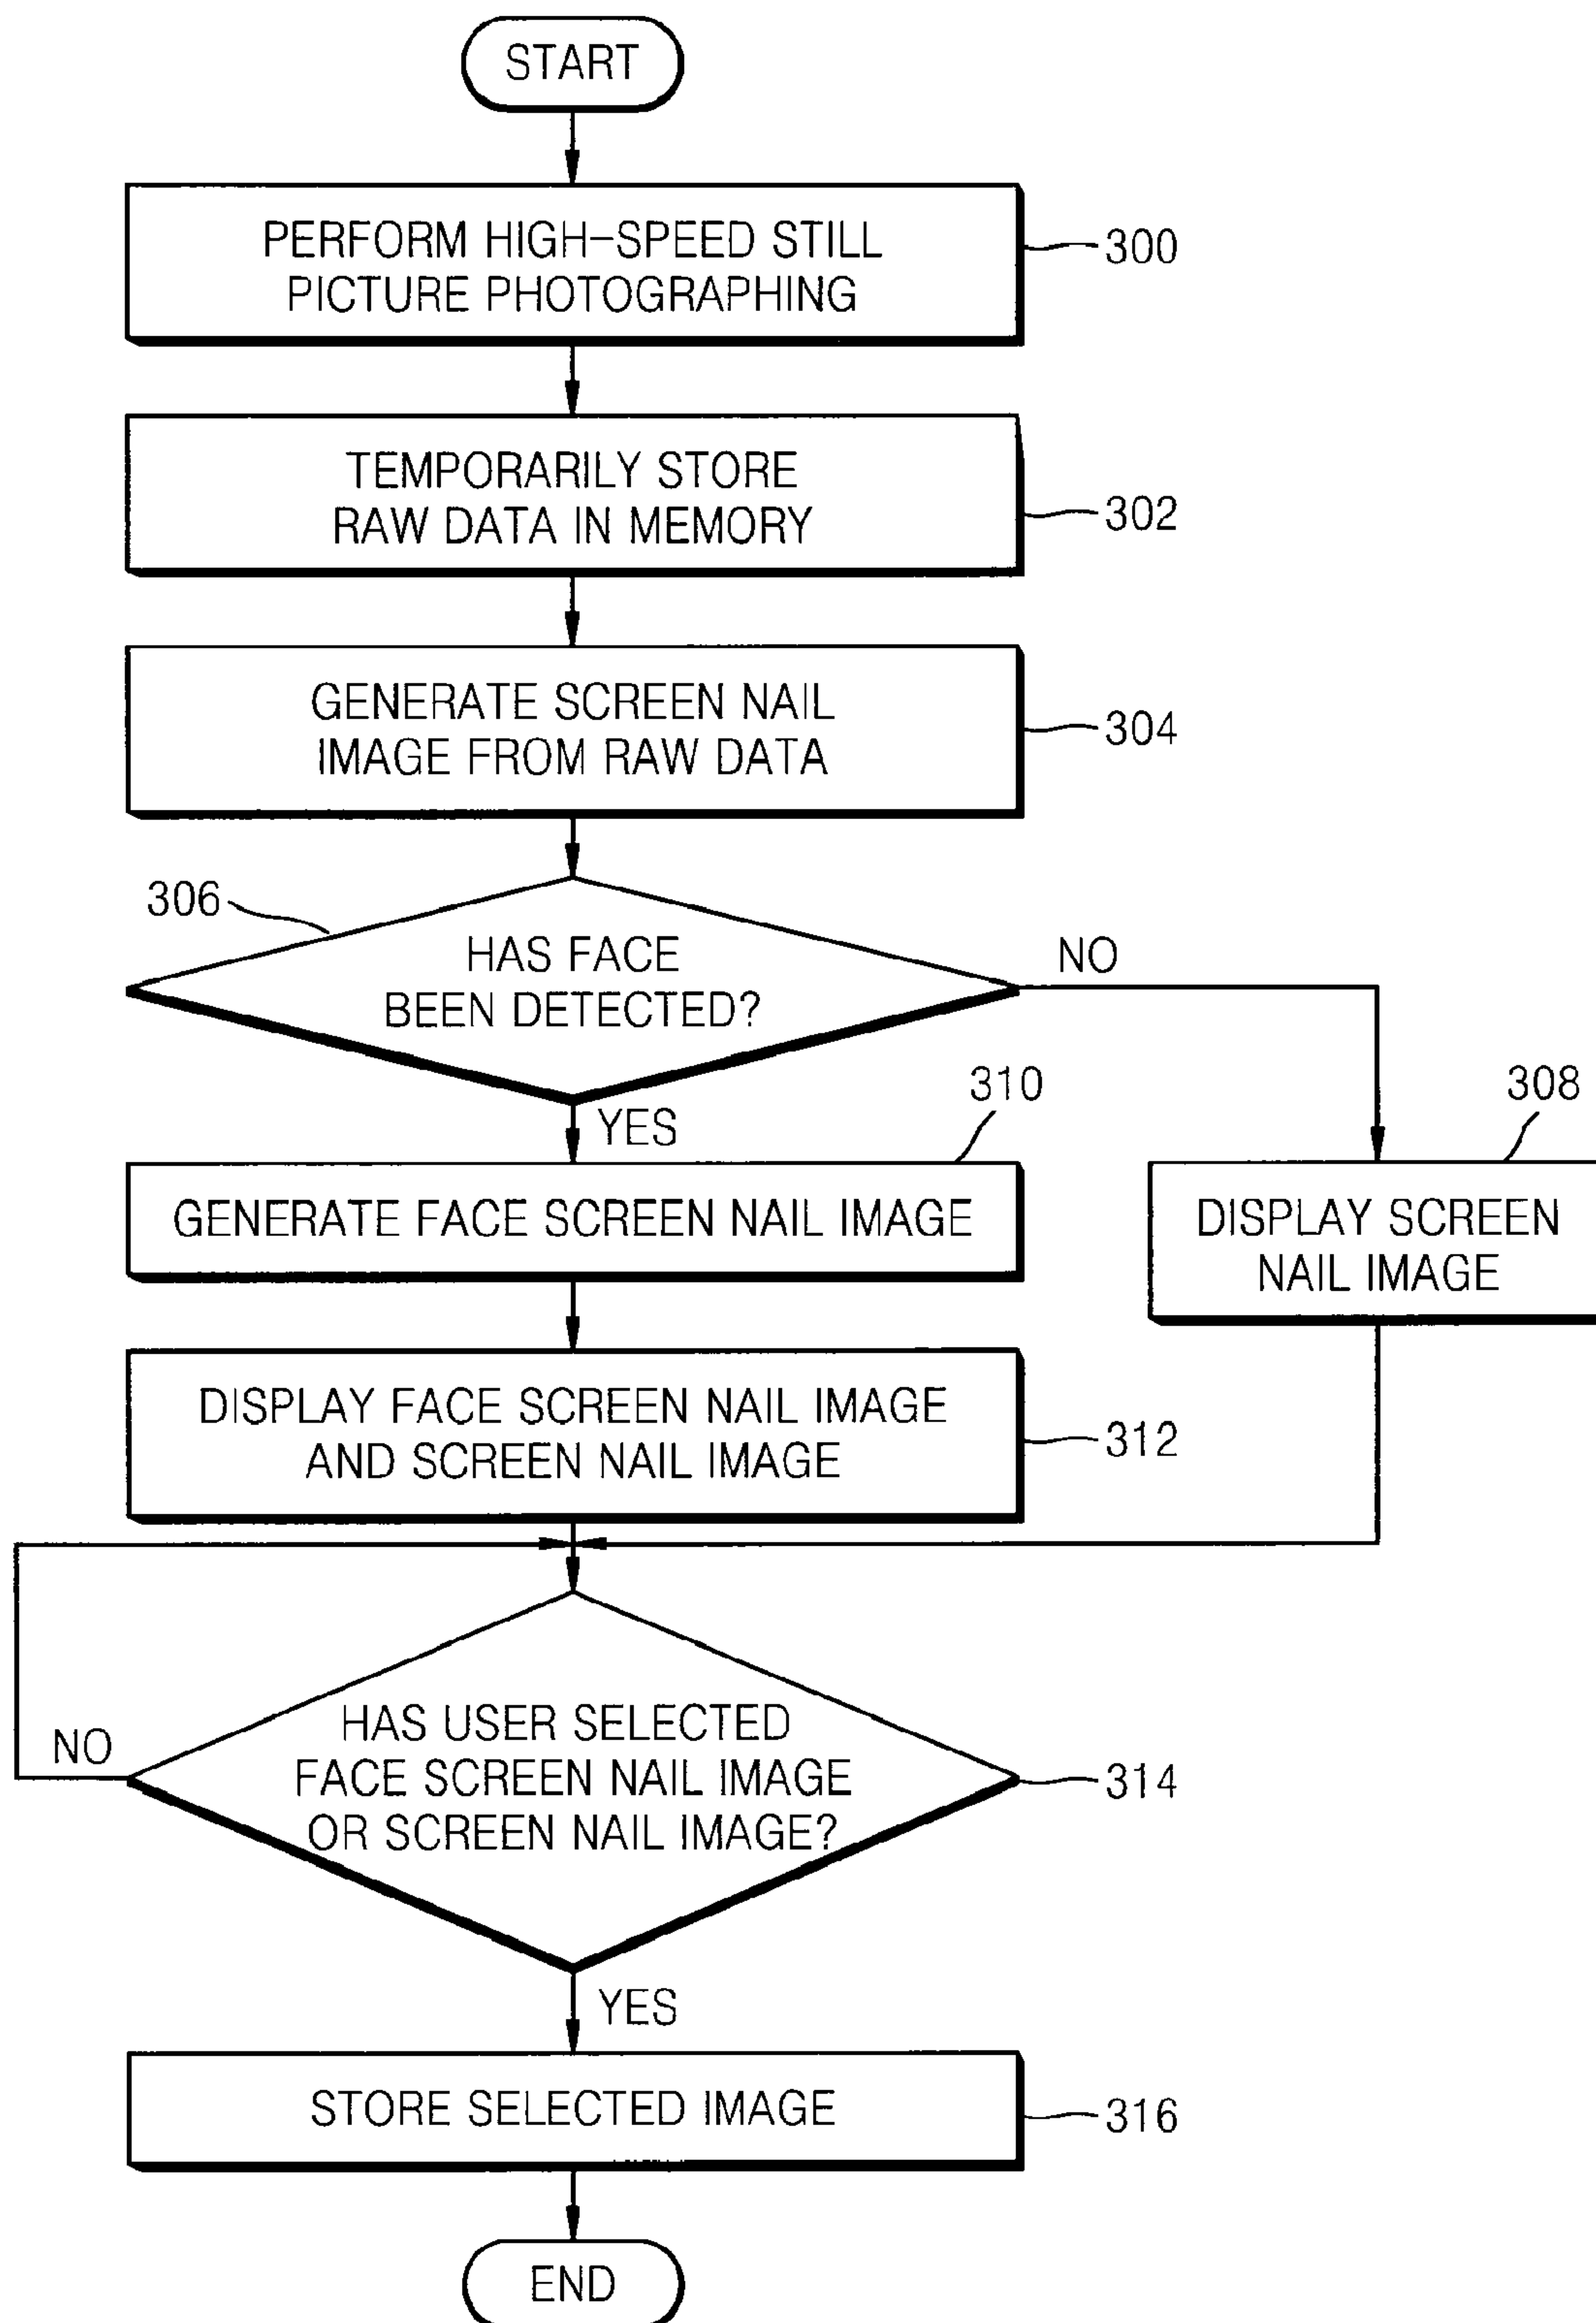 START
PERFORM HIGH-SPEED STILL
PICTURE PHOTOGRAPHING
300
TEMPORARILY STORE
RAW DATA IN MEMORY
302
GENERATE SCREEN NAIL
IMAGE FROM RAW DATA
304
306
HAS FACE
BEEN DETECTED?
NO
YES
310
GENERATE FACE SCREEN NAIL IMAGE
308
DISPLAY SCREEN
NAIL IMAGE
DISPLAY FACE SCREEN NAIL IMAGE
AND SCREEN NAIL IMAGE
312
HAS USER SELECTED
FACE SCREEN NAIL IMAGE
OR SCREEN NAIL IMAGE?
314
NO
YES
STORE SELECTED IMAGE
316
END